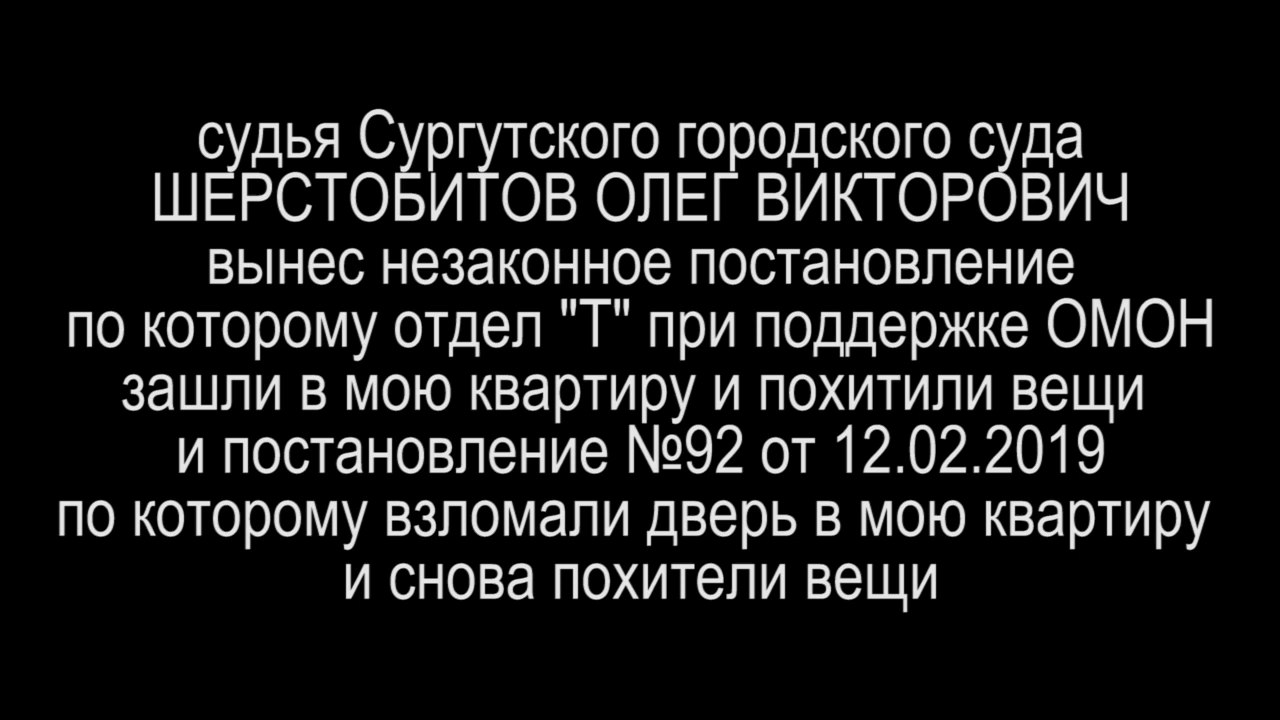 судья Сургутского городского суда
ШЕРСТОБИТОВ ОЛЕГ ВИКТОРОВИЧ
вынес незаконное постановление
по которому отдел "Т" при поддержке ОМОН
зашли в мою квартиру и похитили вещи
и постановление №92 от 12.02.2019
по которому взломали дверь в мою квартиру
и снова похители вещи